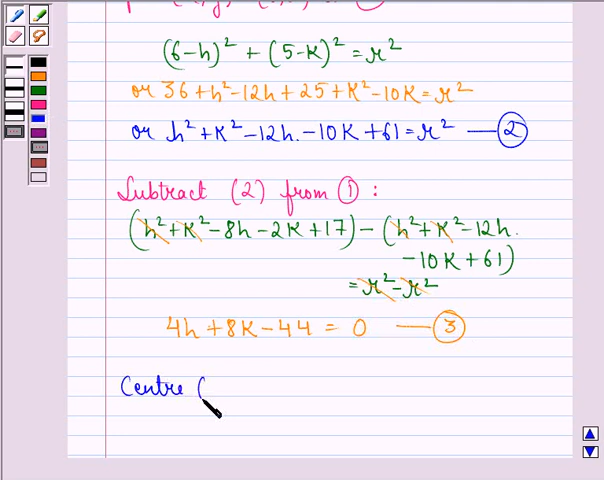 (6-h)² + (5-K)² = r²
or 36 + h² - 12h + 25 + K² - 10K = r²
or h² + K² - 12h. - 10K + 61 = r² — ②
Subtract (2) from ① :
(h² + K² - 8h - 2K + 17) - (h² + K² - 12h.
- 10K + 61)
= r² - r²
4h + 8K - 44 = 0 — ③
Centre (